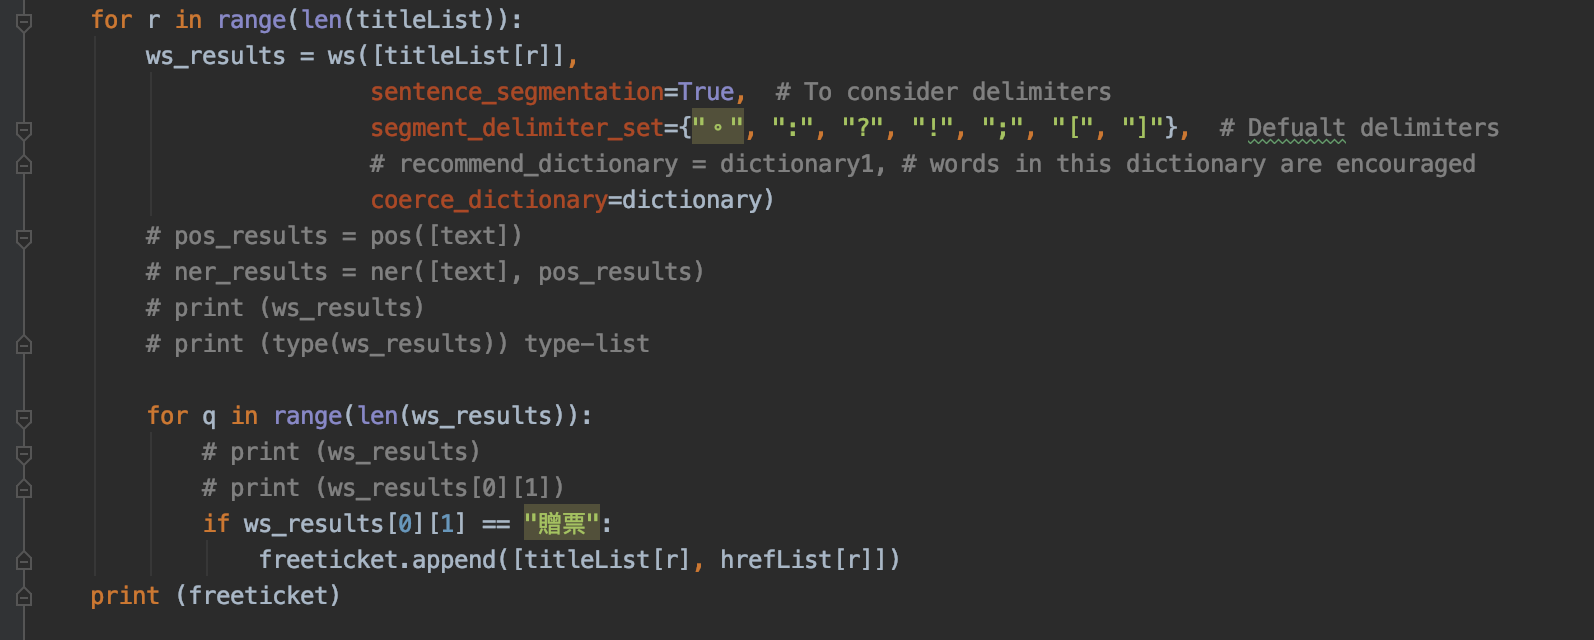 for r in range(len(titleList)):
    ws_results = ws([titleList[r]],
                    sentence_segmentation=True,  # To consider delimiters
                    segment_delimiter_set={"。", ":", "?", "!", ";", "[", "]"},  # Defualt delimiters
                    # recommend_dictionary = dictionary1, # words in this dictionary are encouraged
                    coerce_dictionary=dictionary)
    # pos_results = pos([text])
    # ner_results = ner([text], pos_results)
    # print (ws_results)
    # print (type(ws_results)) type-list
    for q in range(len(ws_results)):
        # print (ws_results)
        # print (ws_results[0][1])
        if ws_results[0][1] == "贈票":
            freeticket.append([titleList[r], hrefList[r]])
print (freeticket)